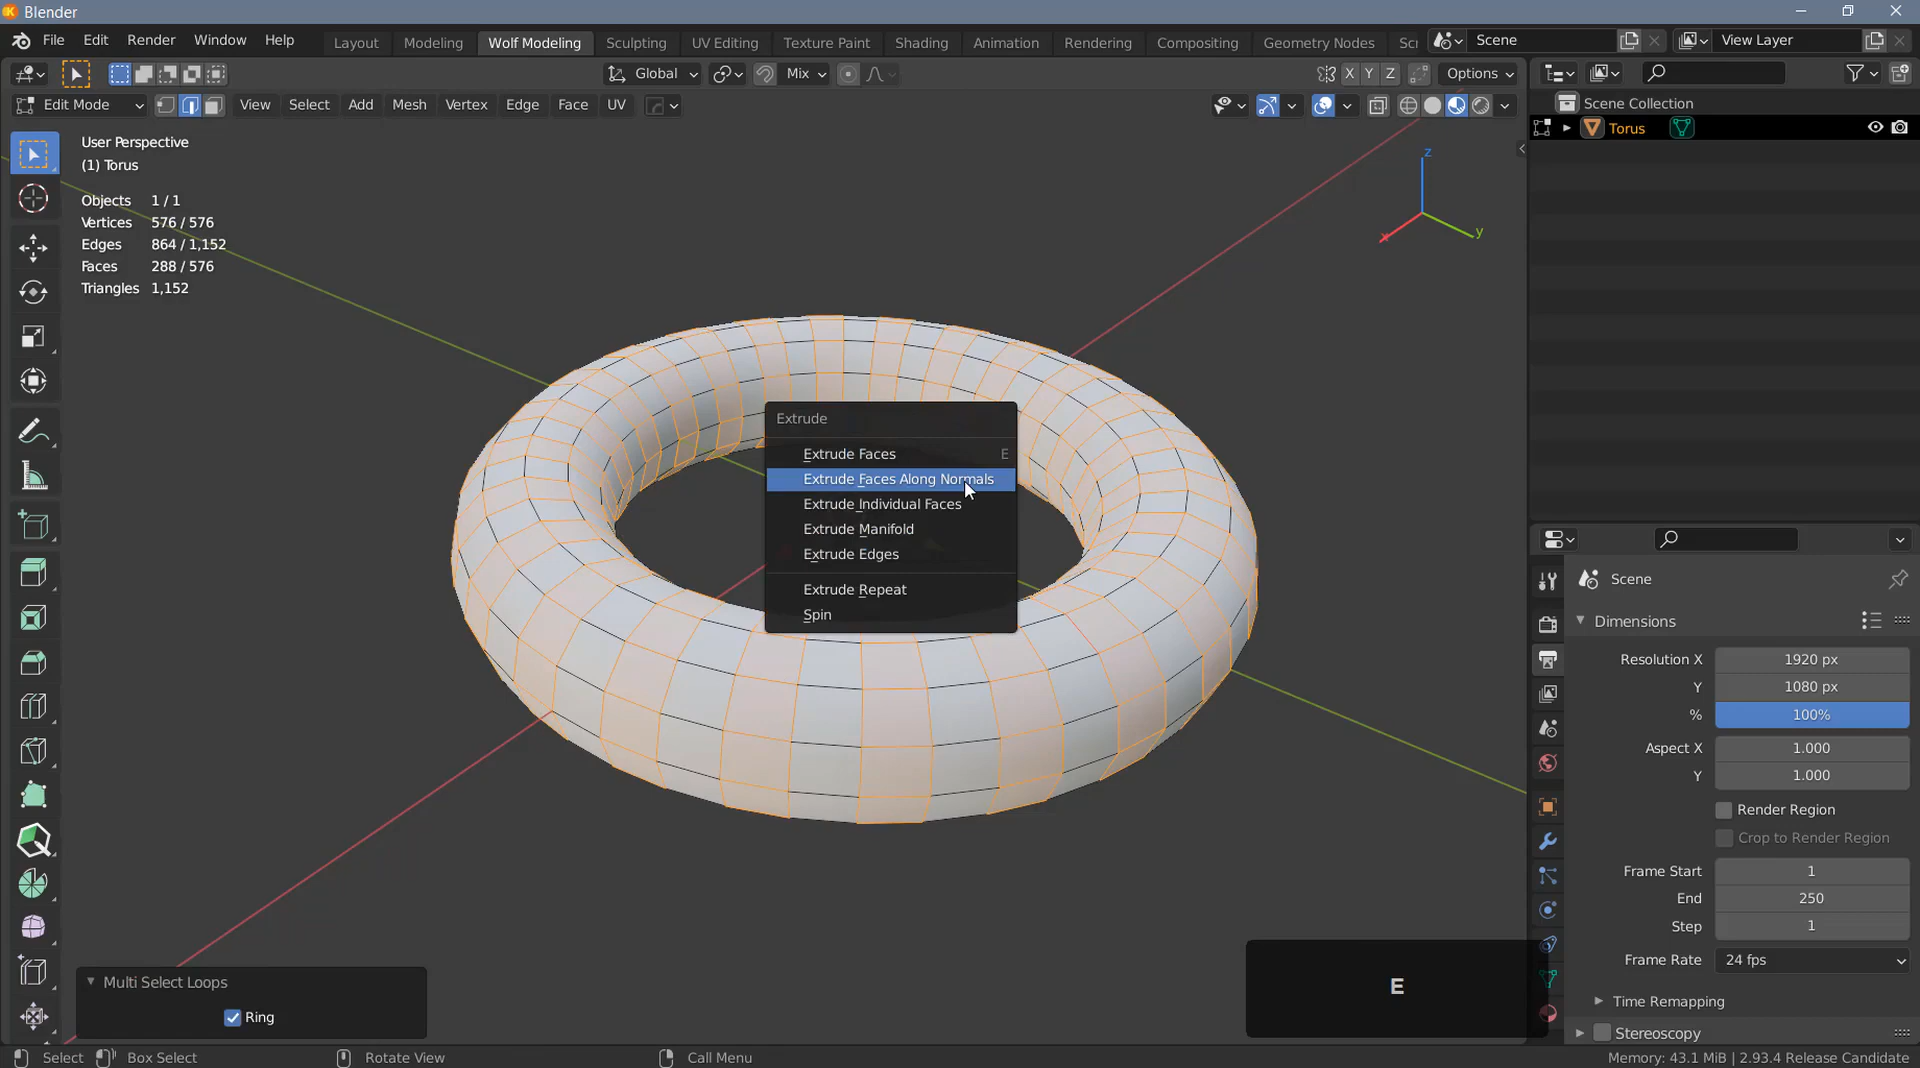 Blender
File Edit Render Window Help Layout Modeling Wolf Modeling Sculpting UV Editing Texture Paint Shading Animation Rendering Compositing Geometry Nodes Sc Scene View Layer
Global Mix X Y Z Options
Edit Mode View Select Add Mesh Vertex Edge Face UV
Scene Collection
Torus
User Perspective
(1) Torus
Objects 1 / 1
Vertices 576 / 576
Edges 864 / 1,152
Faces 288 / 576
Triangles 1,152
z
y
x
Extrude
Extrude Faces E
Extrude Faces Along Normals
Extrude Individual Faces
Extrude Manifold
Extrude Edges
Extrude Repeat
Spin
Scene
Dimensions
Resolution X 1920 px
Y 1080 px
% 100%
Aspect X 1.000
Y 1.000
Render Region
Crop to Render Region
Frame Start 1
End 250
Step 1
Frame Rate 24 fps
Time Remapping
Stereoscopy
Multi Select Loops
Ring
E
Select Box Select Rotate View Call Menu Memory: 43.1 MiB | 2.93.4 Release Candidate